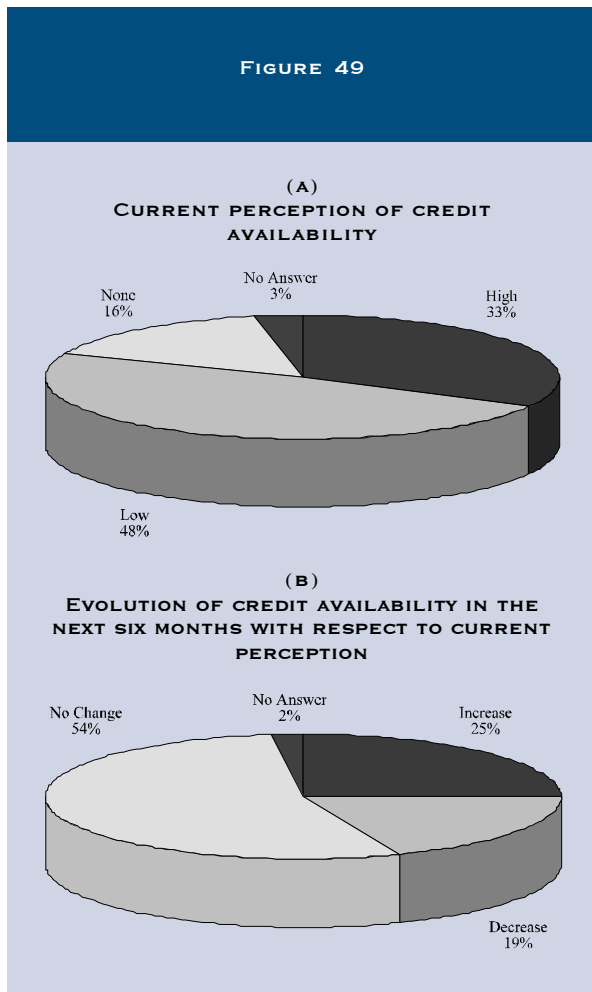 FIGURE 49
(A)
CURRENT PERCEPTION OF CREDIT
AVAILABILITY
No Answer
3%
None
16%
High
33%
Low
48%
(B)
EVOLUTION OF CREDIT AVAILABILITY IN THE
NEXT SIX MONTHS WITH RESPECT TO CURRENT
PERCEPTION
No Answer
2%
No Change
54%
Increase
25%
Decrease
19%